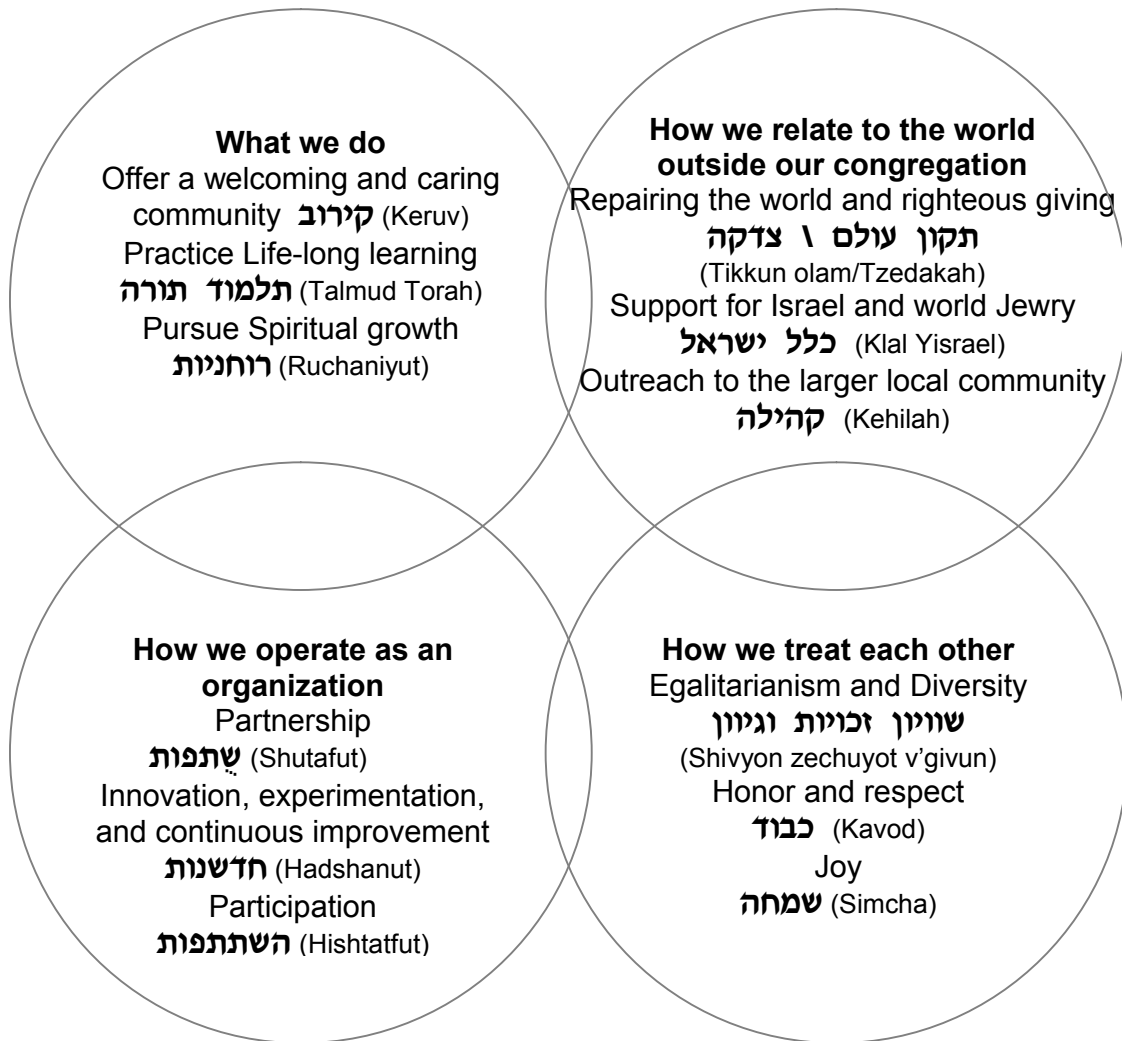 What we do
Offer a welcoming and caring
community קירוב (Keruv)
Practice Life-long learning
תלמוד תורה (Talmud Torah)
Pursue Spiritual growth
רוחניות (Ruchaniyut)
How we relate to the world
outside our congregation
Repairing the world and righteous giving
תקון עולם \ צדקה
(Tikkun olam/Tzedakah)
Support for Israel and world Jewry
כלל ישראל (Klal Yisrael)
Outreach to the larger local community
קהילה (Kehilah)
How we operate as an
organization
Partnership
שֻׁתפות (Shutafut)
Innovation, experimentation,
and continuous improvement
חדשנות (Hadshanut)
Participation
השתתפות (Hishtatfut)
How we treat each other
Egalitarianism and Diversity
שוויון זכויות וגיוון
(Shivyon zechuyot v’givun)
Honor and respect
כבוד (Kavod)
Joy
שמחה (Simcha)